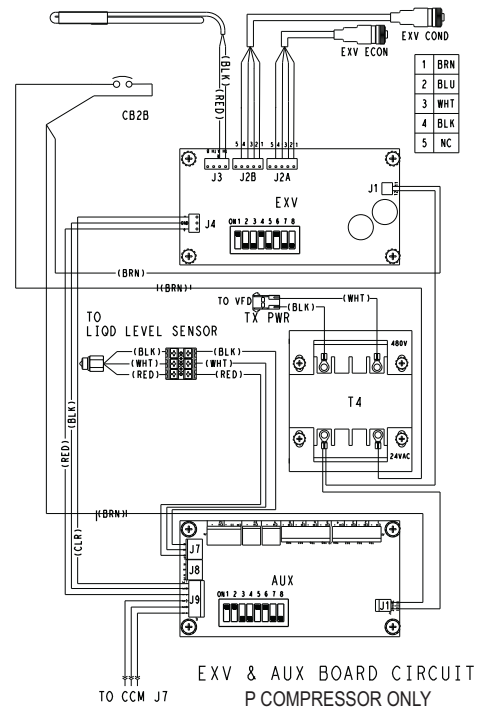 EXV COND
EXV ECON
1 BRN
2 BLU
3 WHT
4 BLK
5 NC
(BLK)
(RED)
CB2B
5 4 3 2 1
5 4 3 2 1
J3
J2B
J2A
J1
EXV
J4
ON 1 2 3 4 5 6 7 8
(BRN)
(BRN)
TO VFD
(WHT)
(BLK)
TX PWR
TO
LIQD LEVEL SENSOR
(BLK)
(WHT)
(RED)
(BLK)
(WHT)
(RED)
480V
T4
24VAC
(RED)
(BLK)
(CLR)
(BRN)
J7
J8
J9
AUX
ON 1 2 3 4 5 6 7 8
J1
TO CCM J7
EXV & AUX BOARD CIRCUIT
P COMPRESSOR ONLY